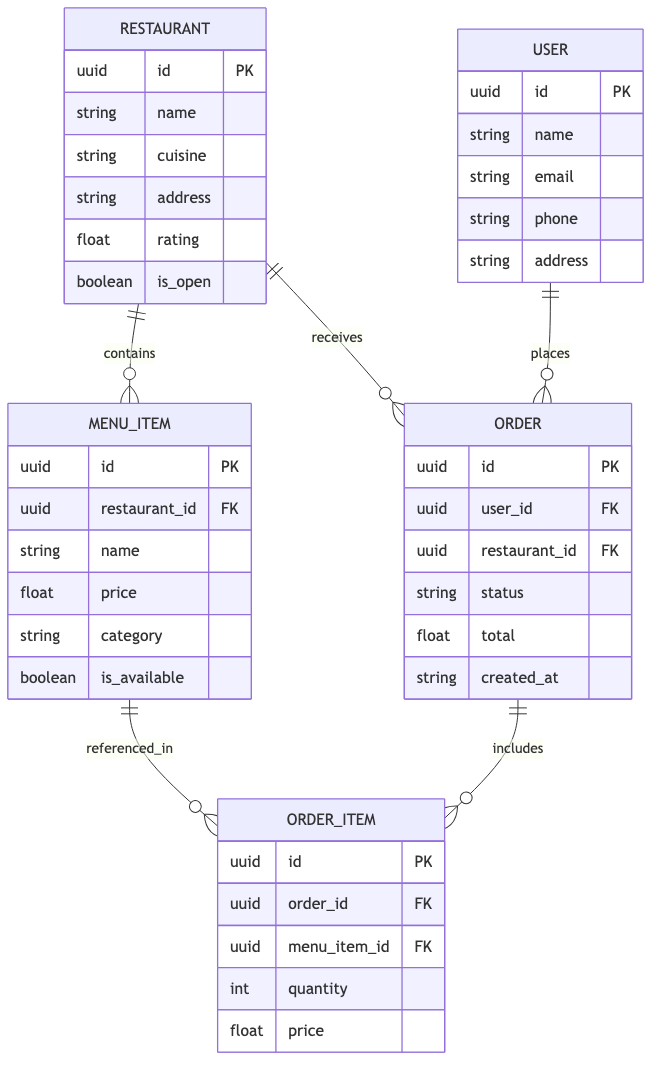 RESTAURANT
uuid id PK
string name
string cuisine
string address
float rating
boolean is_open
USER
uuid id PK
string name
string email
string phone
string address
contains
receives
places
MENU_ITEM
uuid id PK
uuid restaurant_id FK
string name
float price
string category
boolean is_available
ORDER
uuid id PK
uuid user_id FK
uuid restaurant_id FK
string status
float total
string created_at
referenced_in
includes
ORDER_ITEM
uuid id PK
uuid order_id FK
uuid menu_item_id FK
int quantity
float price